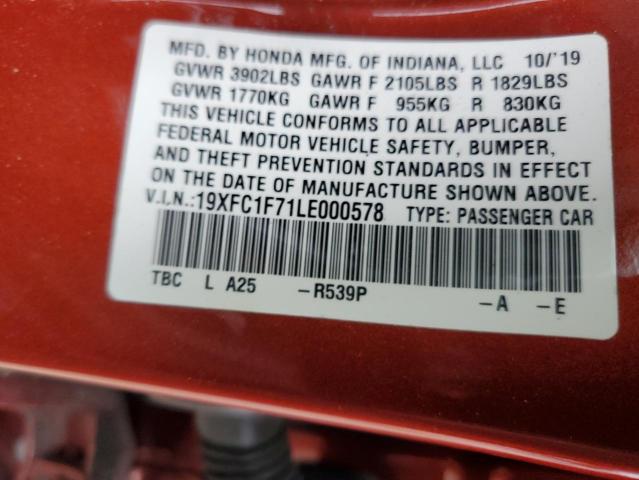 MFD. BY HONDA MFG. OF INDIANA, LLC 10/'19
GVWR 3902LBS GAWR F 2105LBS R 1829LBS
GVWR 1770KG GAWR F 955KG R 830KG
THIS VEHICLE CONFORMS TO ALL APPLICABLE
FEDERAL MOTOR VEHICLE SAFETY, BUMPER,
AND THEFT PREVENTION STANDARDS IN EFFECT
ON THE DATE OF MANUFACTURE SHOWN ABOVE.
V.I.N.:19XFC1F71LE000578 TYPE: PASSENGER CAR
TBC L A25 -R539P -A -E